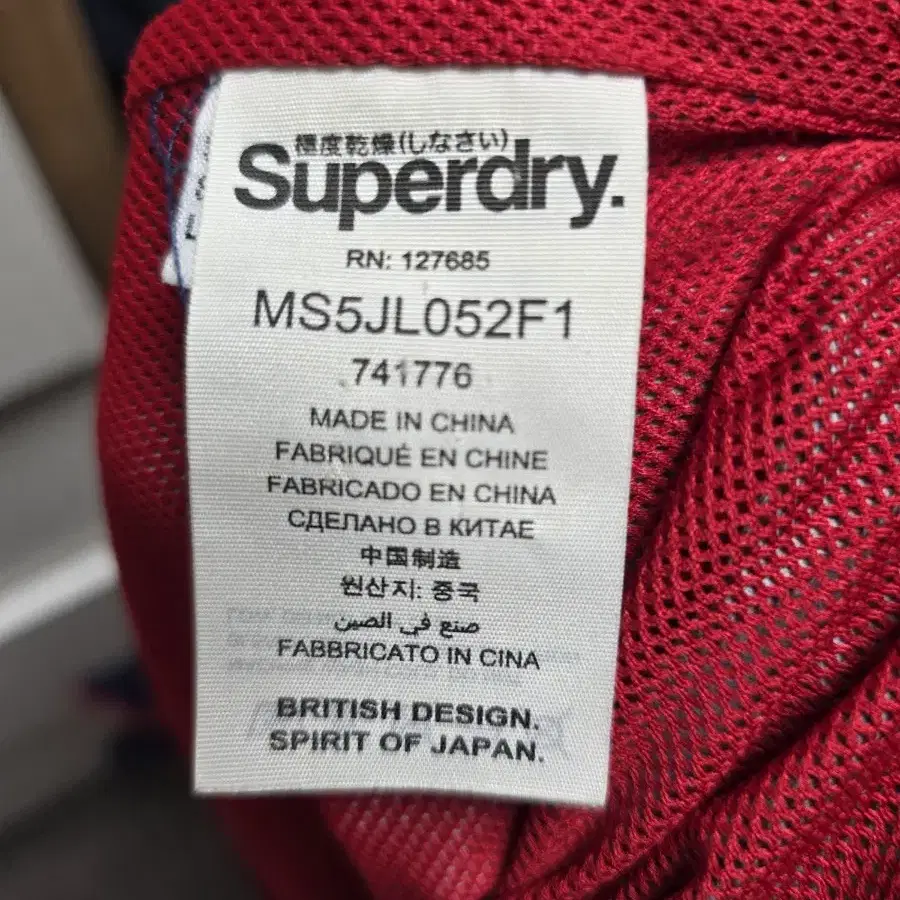 極度乾燥(しなさい)
Superdry.
RN: 127685
MS5JL052F1
741776
MADE IN CHINA
FABRIQUÉ EN CHINE
FABRICADO EN CHINA
СДЕЛАНО В КИТАЕ
中国制造
원산지: 중국
صنع في الصين
FABBRICATO IN CINA
BRITISH DESIGN.
SPIRIT OF JAPAN.